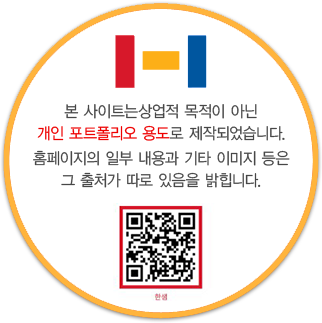 본 사이트는상업적 목적이 아닌
개인 포트폴리오 용도로 제작되었습니다.
홈페이지의 일부 내용과 기타 이미지 등은
그 출처가 따로 있음을 밝힙니다.
한샘